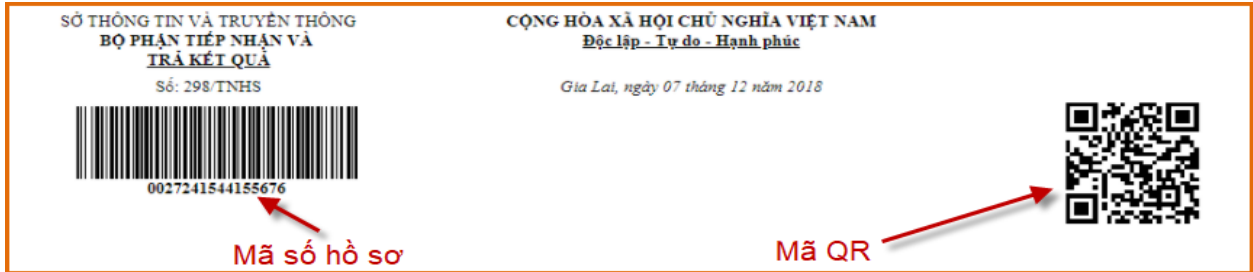 SỞ THÔNG TIN VÀ TRUYỀN THÔNG
BỘ PHẬN TIẾP NHẬN VÀ
TRẢ KẾT QUẢ
Số: 298/TNHS
0027241544155676
Mã số hồ sơ
CỘNG HÒA XÃ HỘI CHỦ NGHĨA VIỆT NAM
Độc lập - Tự do - Hạnh phúc
Gia Lai, ngày 07 tháng 12 năm 2018
Mã QR